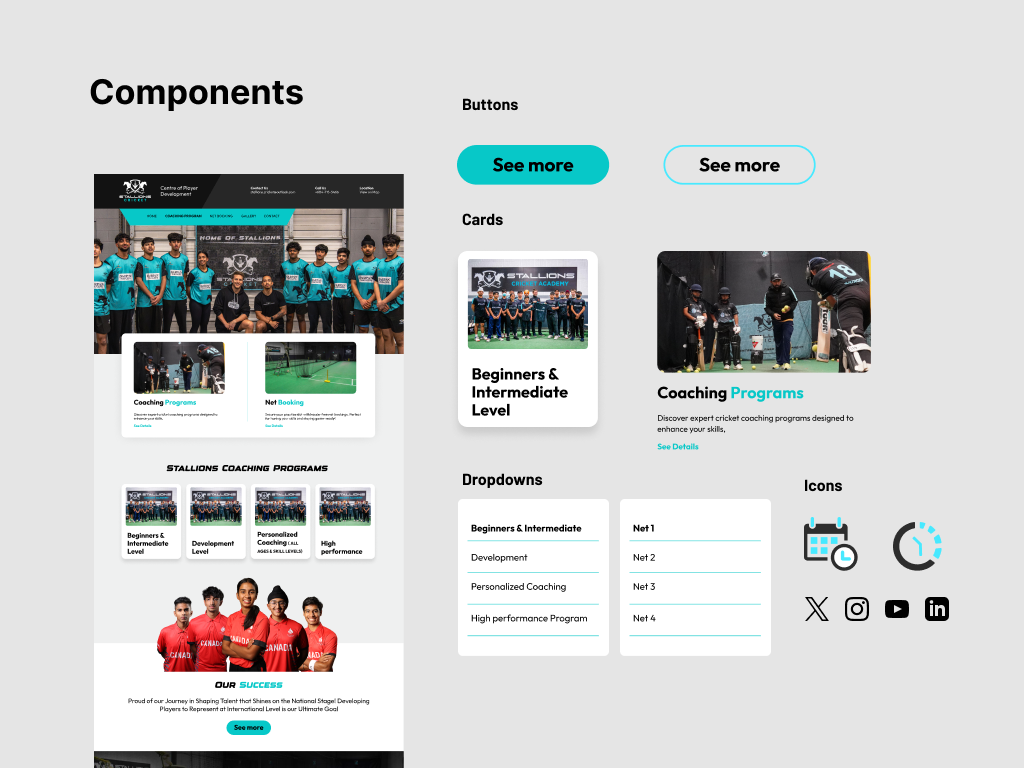 Components
STALLIONS
CRICKET
Centre of Player
Development
Contact Us
Call Us
Location
HOME
COACHING PROGRAM
NET BOOKING
GALLERY
CONTACT
HOME OF STALLIONS
Coaching Programs
Discover expert cricket coaching programs designed to
enhance your skills,
See Details
Net Booking
See Details
STALLIONS COACHING PROGRAMS
Beginners &
Intermediate
Level
Development
Level
Personalized
Coaching ( ALL
AGES & SKILL LEVELS)
High
performance
CANADA
OUR SUCCESS
Proud of our Journey in Shaping Talent that Shines on the National Stage! Developing
Players to Represent at International Level is our Ultimate Goal
See more
Buttons
See more
See more
Cards
STALLIONS
CRICKET ACADEMY
Beginners &
Intermediate
Level
18
Coaching Programs
Discover expert cricket coaching programs designed to
enhance your skills,
See Details
Dropdowns
Beginners & Intermediate
Development
Personalized Coaching
High performance Program
Net 1
Net 2
Net 3
Net 4
Icons